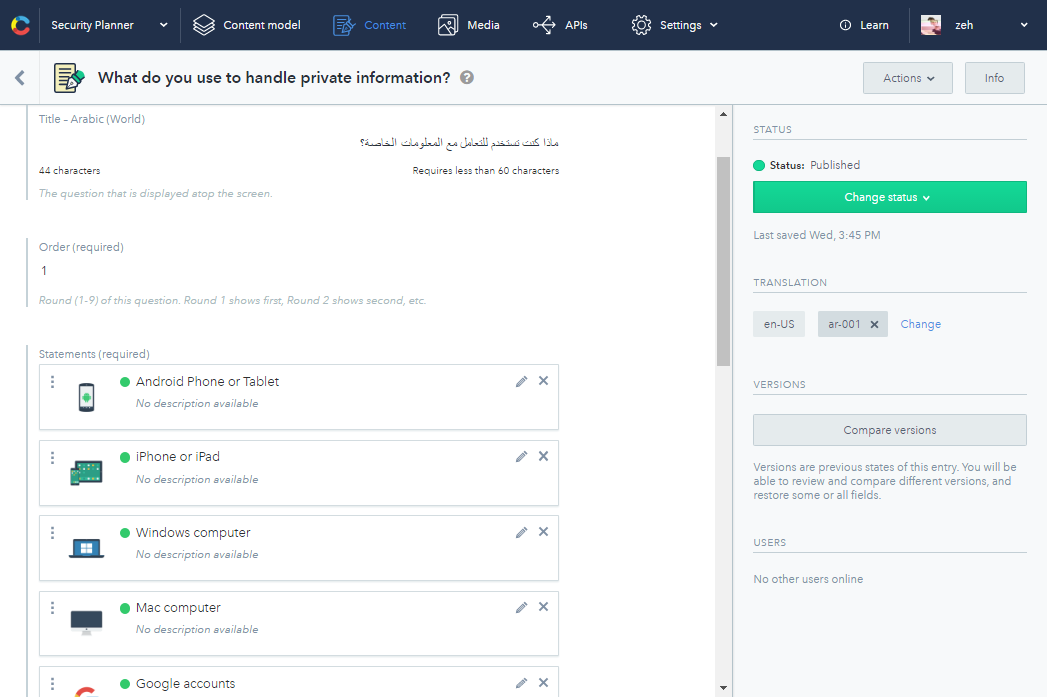 Security Planner
Content model
Content
Media
APIs
Settings
Learn
zeh
What do you use to handle private information?
?
Actions
Info
Title - Arabic (World)
ماذا كنت تستخدم للتعامل مع المعلومات الخاصة؟
44 characters
Requires less than 60 characters
The question that is displayed atop the screen.
Order (required)
1
Round (1-9) of this question. Round 1 shows first, Round 2 shows second, etc.
Statements (required)
Android Phone or Tablet
No description available
iPhone or iPad
No description available
Windows computer
No description available
Mac computer
No description available
Google accounts
STATUS
Status: Published
Change status
Last saved Wed, 3:45 PM
TRANSLATION
en-US
ar-001
Change
VERSIONS
Compare versions
Versions are previous states of this entry. You will be
able to review and compare different versions, and
restore some or all fields.
USERS
No other users online